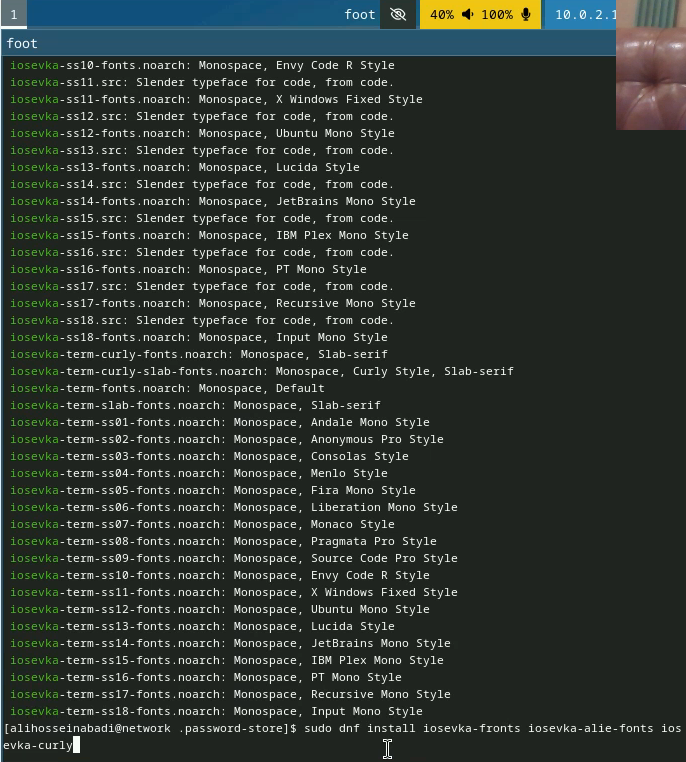 1 foot 40% 100% 10.0.2.1
foot
iosevka-ss10-fonts.noarch: Monospace, Envy Code R Style
iosevka-ss11.src: Slender typeface for code, from code.
iosevka-ss11-fonts.noarch: Monospace, X Windows Fixed Style
iosevka-ss12.src: Slender typeface for code, from code.
iosevka-ss12-fonts.noarch: Monospace, Ubuntu Mono Style
iosevka-ss13.src: Slender typeface for code, from code.
iosevka-ss13-fonts.noarch: Monospace, Lucida Style
iosevka-ss14.src: Slender typeface for code, from code.
iosevka-ss14-fonts.noarch: Monospace, JetBrains Mono Style
iosevka-ss15.src: Slender typeface for code, from code.
iosevka-ss15-fonts.noarch: Monospace, IBM Plex Mono Style
iosevka-ss16.src: Slender typeface for code, from code.
iosevka-ss16-fonts.noarch: Monospace, PT Mono Style
iosevka-ss17.src: Slender typeface for code, from code.
iosevka-ss17-fonts.noarch: Monospace, Recursive Mono Style
iosevka-ss18.src: Slender typeface for code, from code.
iosevka-ss18-fonts.noarch: Monospace, Input Mono Style
iosevka-term-curly-fonts.noarch: Monospace, Slab-serif
iosevka-term-curly-slab-fonts.noarch: Monospace, Curly Style, Slab-serif
iosevka-term-fonts.noarch: Monospace, Default
iosevka-term-slab-fonts.noarch: Monospace, Slab-serif
iosevka-term-ss01-fonts.noarch: Monospace, Andale Mono Style
iosevka-term-ss02-fonts.noarch: Monospace, Anonymous Pro Style
iosevka-term-ss03-fonts.noarch: Monospace, Consolas Style
iosevka-term-ss04-fonts.noarch: Monospace, Menlo Style
iosevka-term-ss05-fonts.noarch: Monospace, Fira Mono Style
iosevka-term-ss06-fonts.noarch: Monospace, Liberation Mono Style
iosevka-term-ss07-fonts.noarch: Monospace, Monaco Style
iosevka-term-ss08-fonts.noarch: Monospace, Pragmata Pro Style
iosevka-term-ss09-fonts.noarch: Monospace, Source Code Pro Style
iosevka-term-ss10-fonts.noarch: Monospace, Envy Code R Style
iosevka-term-ss11-fonts.noarch: Monospace, X Windows Fixed Style
iosevka-term-ss12-fonts.noarch: Monospace, Ubuntu Mono Style
iosevka-term-ss13-fonts.noarch: Monospace, Lucida Style
iosevka-term-ss14-fonts.noarch: Monospace, JetBrains Mono Style
iosevka-term-ss15-fonts.noarch: Monospace, IBM Plex Mono Style
iosevka-term-ss16-fonts.noarch: Monospace, PT Mono Style
iosevka-term-ss17-fonts.noarch: Monospace, Recursive Mono Style
iosevka-term-ss18-fonts.noarch: Monospace, Input Mono Style
[alihosseinabadi@network .password-store]$ sudo dnf install iosevka-fronts iosevka-alie-fonts ios
evka-curly